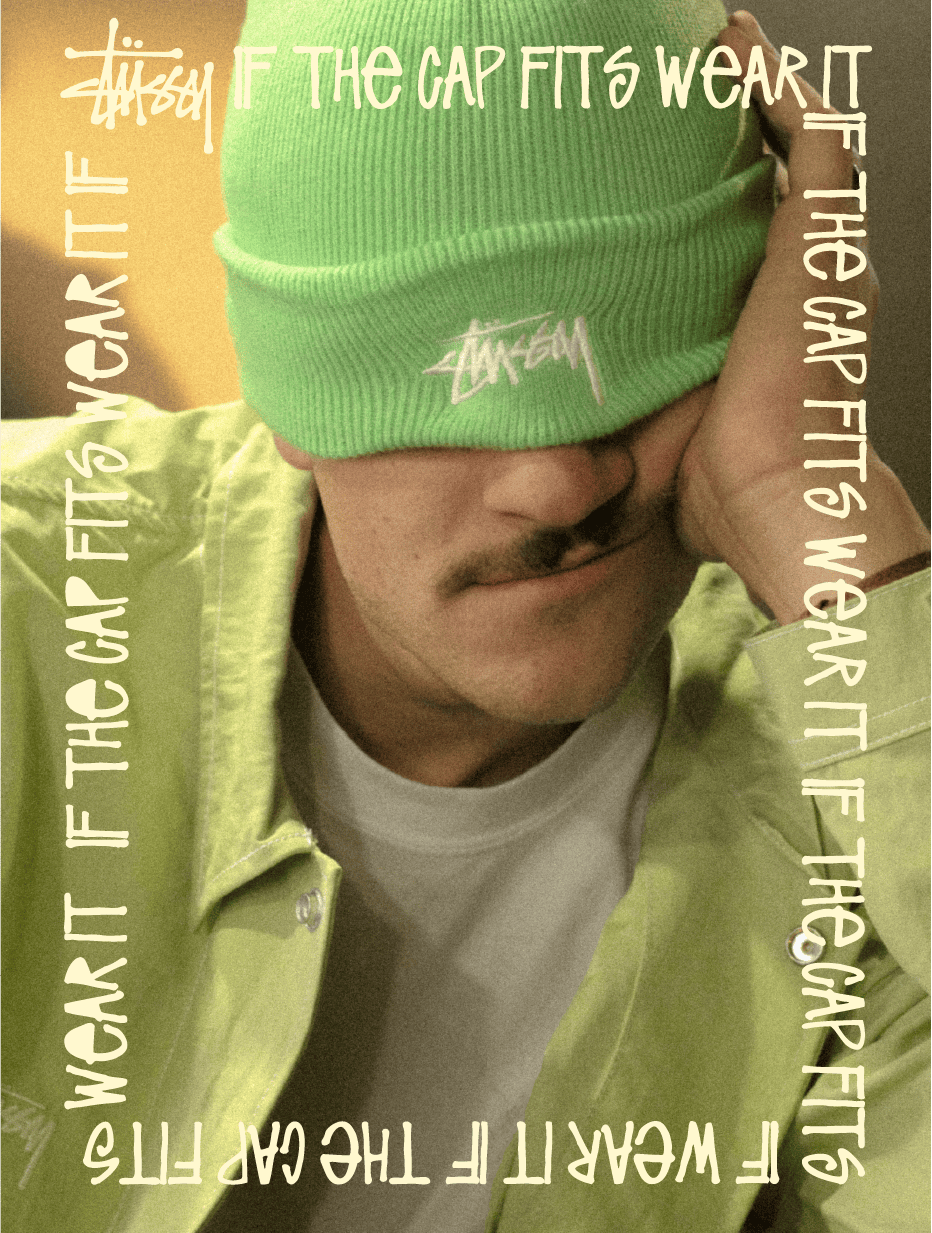 Stüssy IF THE CAP FITS WEAR IT
IF THE CAP FITS WEAR IT IF THE CAP FITS
IF WEAR IT IF THE CAP FITS
WEAR IT IF THE CAP FITS WEAR IT IF
Stüssy